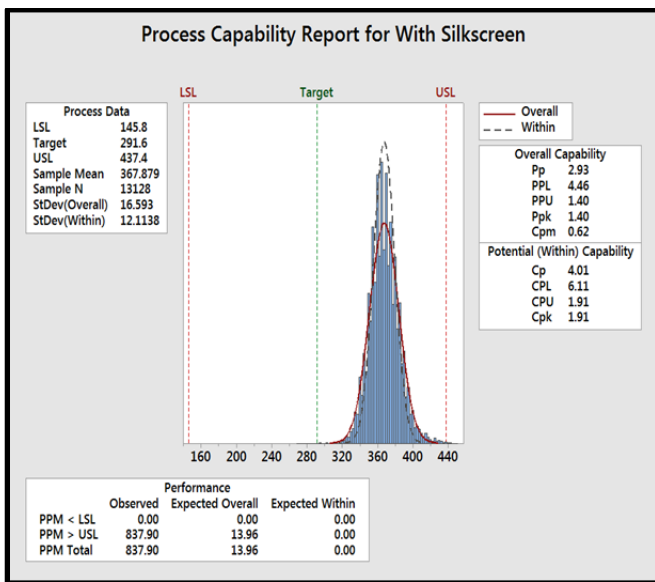 Process Capability Report for With Silkscreen
LSL Target USL
Process Data
LSL 145.8
Target 291.6
USL 437.4
Sample Mean 367.879
Sample N 13128
StDev(Overall) 16.593
StDev(Within) 12.1138
Overall
Within
Overall Capability
Pp 2.93
PPL 4.46
PPU 1.40
Ppk 1.40
Cpm 0.62
Potential (Within) Capability
Cp 4.01
CPL 6.11
CPU 1.91
Cpk 1.91
160 200 240 280 320 360 400 440
Performance
Observed Expected Overall Expected Within
PPM < LSL 0.00 0.00 0.00
PPM > USL 837.90 13.96 0.00
PPM Total 837.90 13.96 0.00